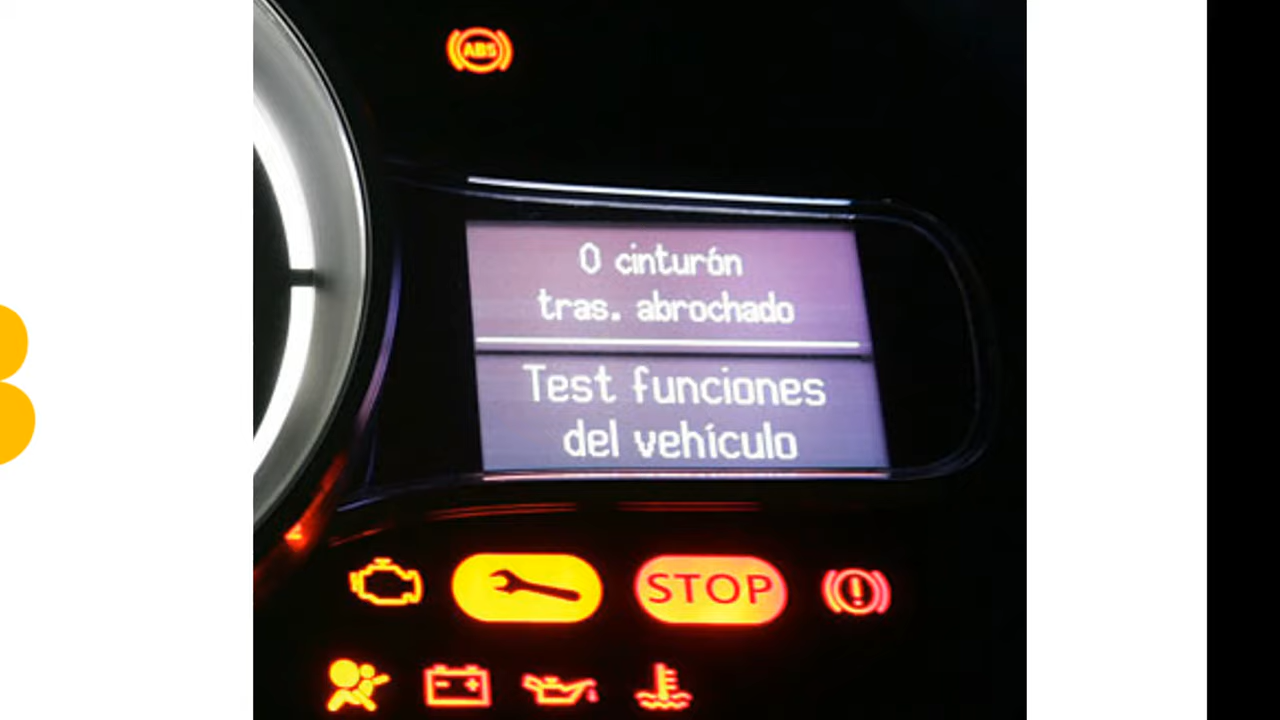 ABS
0 cinturón
tras. abrochado
Test funciones
del vehículo
STOP